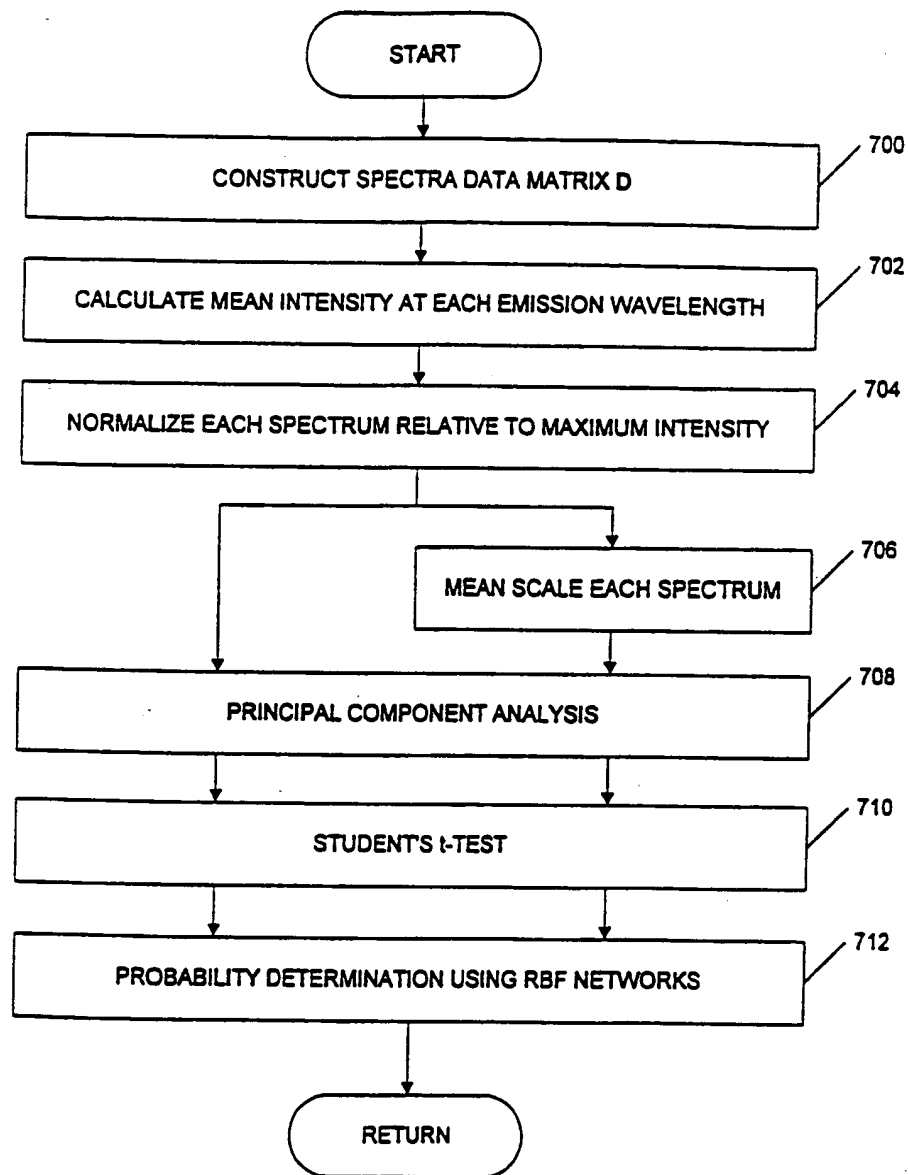 START
700
CONSTRUCT SPECTRA DATA MATRIX D
702
CALCULATE MEAN INTENSITY AT EACH EMISSION WAVELENGTH
704
NORMALIZE EACH SPECTRUM RELATIVE TO MAXIMUM INTENSITY
706
MEAN SCALE EACH SPECTRUM
708
PRINCIPAL COMPONENT ANALYSIS
710
STUDENT'S t-TEST
712
PROBABILITY DETERMINATION USING RBF NETWORKS
RETURN